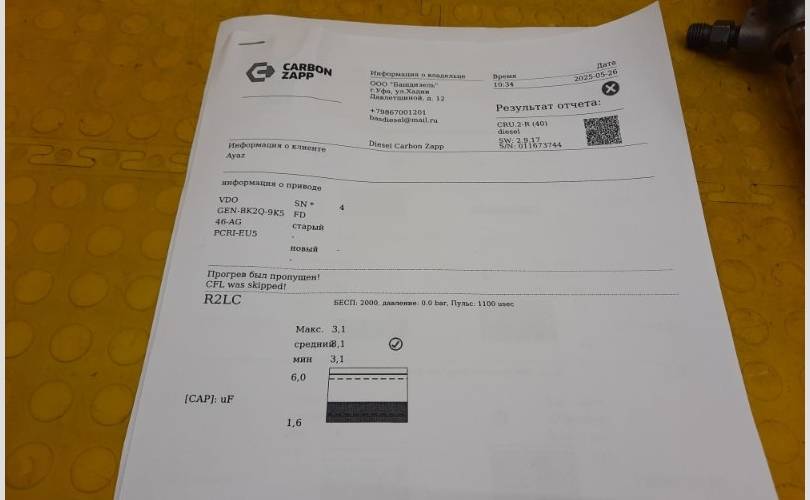 CARBON
ZAPP
Информация о владельце
ООО "Башдизель"
г.Уфа, ул.Хадии
Давлетшиной, д. 12
+79867001201
basdiesel@mail.ru
Время
10:34
Дата
2025-05-26
Результат отчета:
CRU.2-R (40)
diesel
SW: 2.9.17
S/N: 011673744
Информация о клиенте
Ayaz
Diesel Carbon Zapp
информация о приводе
VDO
GEN-BK2Q-9K5
46-AG
PCRI-EU5
SN *
FD
4
старый
-
новый -
-
Прогрев был пропущен!
CFL was skipped!
R2LC
БЕСП: 2000, давление: 0.0 bar, Пульс: 1100 usec
Макс. 3,1
средний 3,1
мин 3,1
6,0
[CAP]: uF
1,6